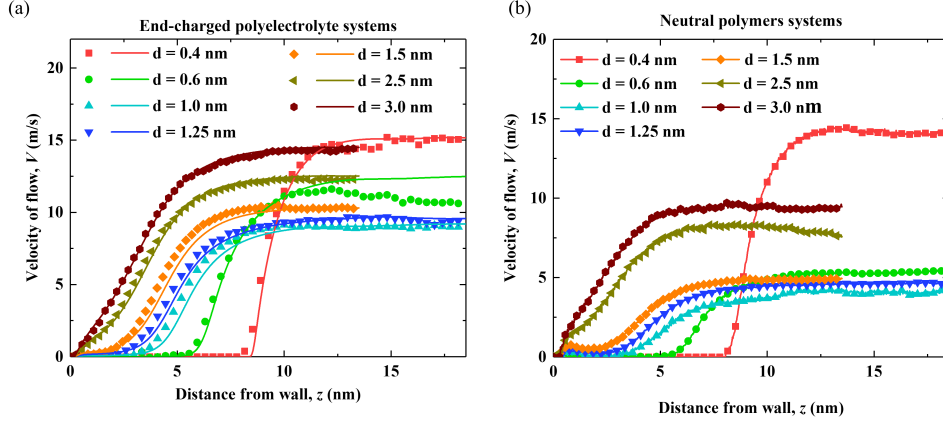 (a)
End-charged polyelectrolyte systems
d = 0.4 nm
d = 1.5 nm
d = 0.6 nm
d = 2.5 nm
d = 1.0 nm
d = 3.0 nm
d = 1.25 nm
Velocity of flow, V (m/s)
20
15
10
5
0
0
5
10
15
Distance from wall, z (nm)
(b)
Neutral polymers systems
d = 0.4 nm
d = 1.5 nm
d = 0.6 nm
d = 2.5 nm
d = 1.0 nm
d = 3.0 nm
d = 1.25 nm
Velocity of flow, V (m/s)
20
15
10
5
0
0
5
10
15
Distance from wall, z (nm)